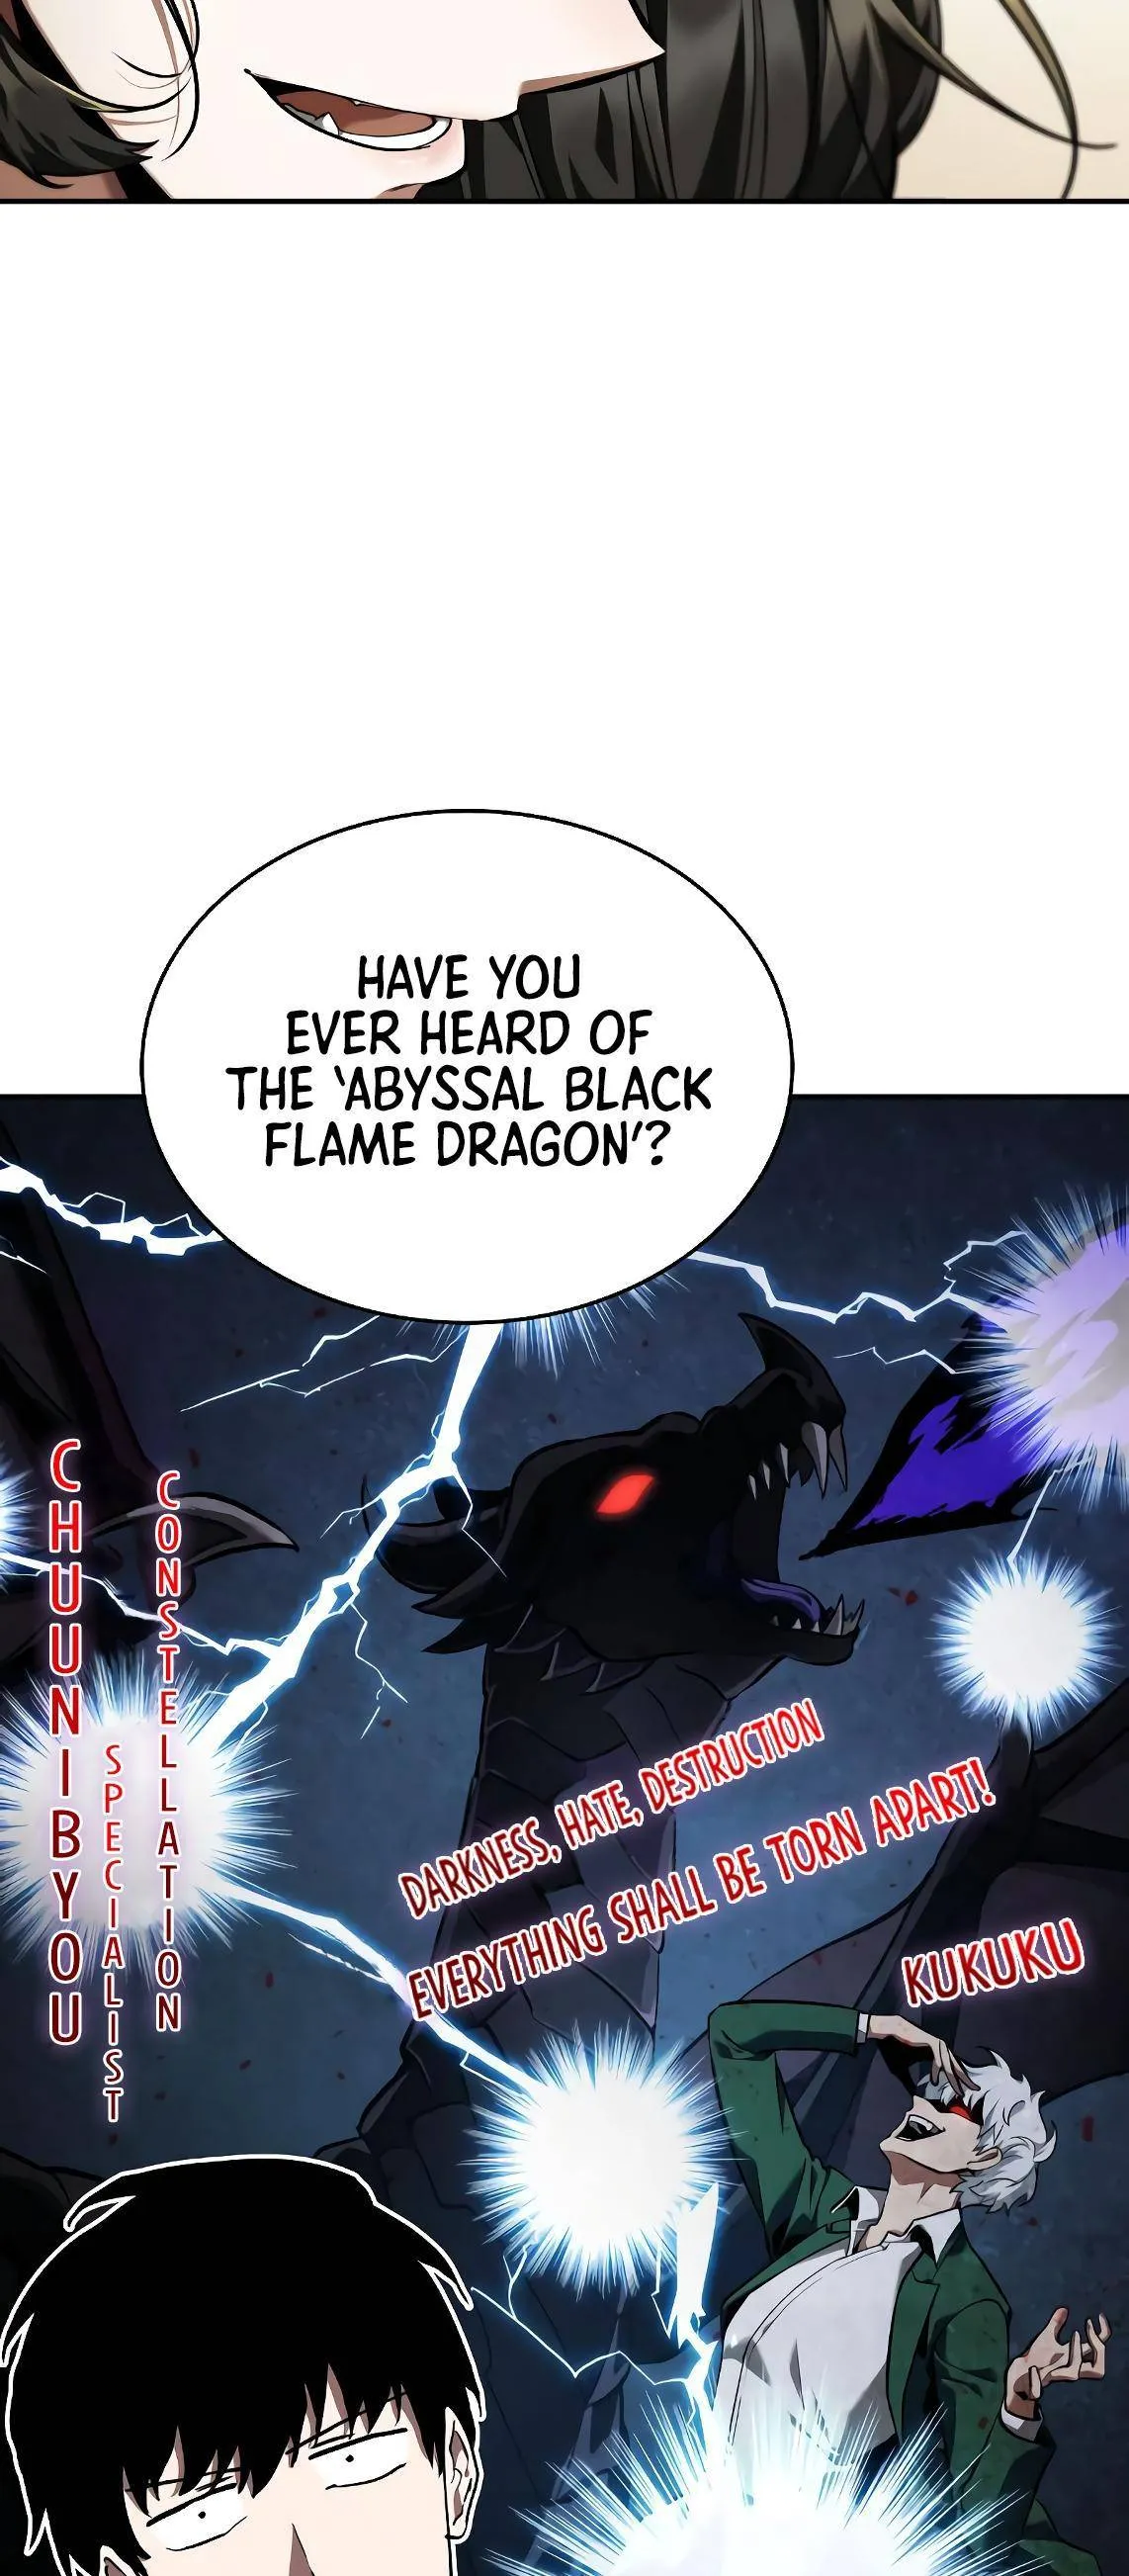 HAVE YOU
EVER HEARD OF
THE 'ABYSSAL BLACK
FLAME DRAGON'?
CHUUNIBYOU
SPECIALIST
CONSTELLATION
DARKNESS, HATE, DESTRUCTION
EVERYTHING SHALL BE TORN APART!
KUKUKU